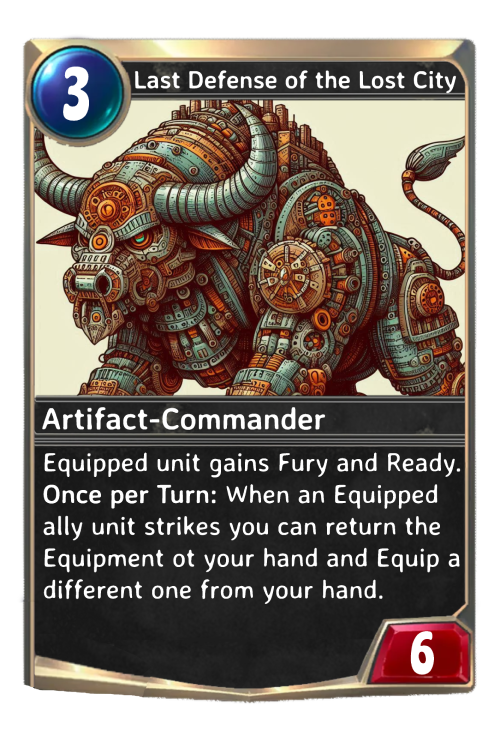 3
Last Defense of the Lost City
Artifact-Commander
Equipped unit gains Fury and Ready.
Once per Turn: When an Equipped
ally unit strikes you can return the
Equipment ot your hand and Equip a
different one from your hand.
6